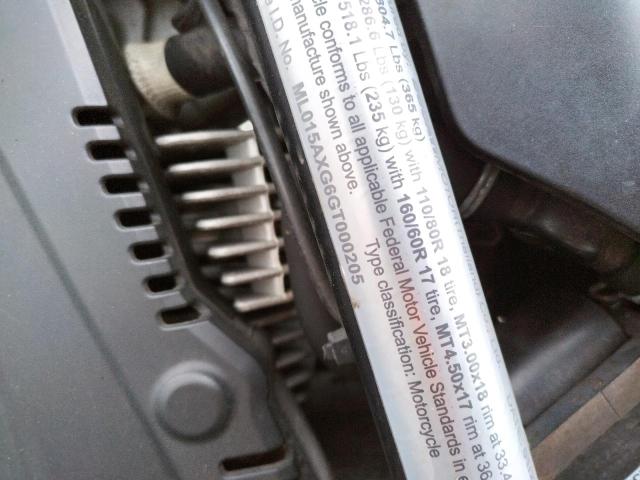 804.7 Lbs (365 kg)
286.6 Lbs (130 kg) with 110/80R 18 tire, MT3.00x18 rim at 33.4
518.1 Lbs (235 kg) with 160/60R 17 tire, MT4.50x17 rim at 36
cle conforms to all applicable Federal Motor Vehicle Standards in e
manufacture shown above.
.I.D. No. ML015AXG6GT000205 Type classification: Motorcycle